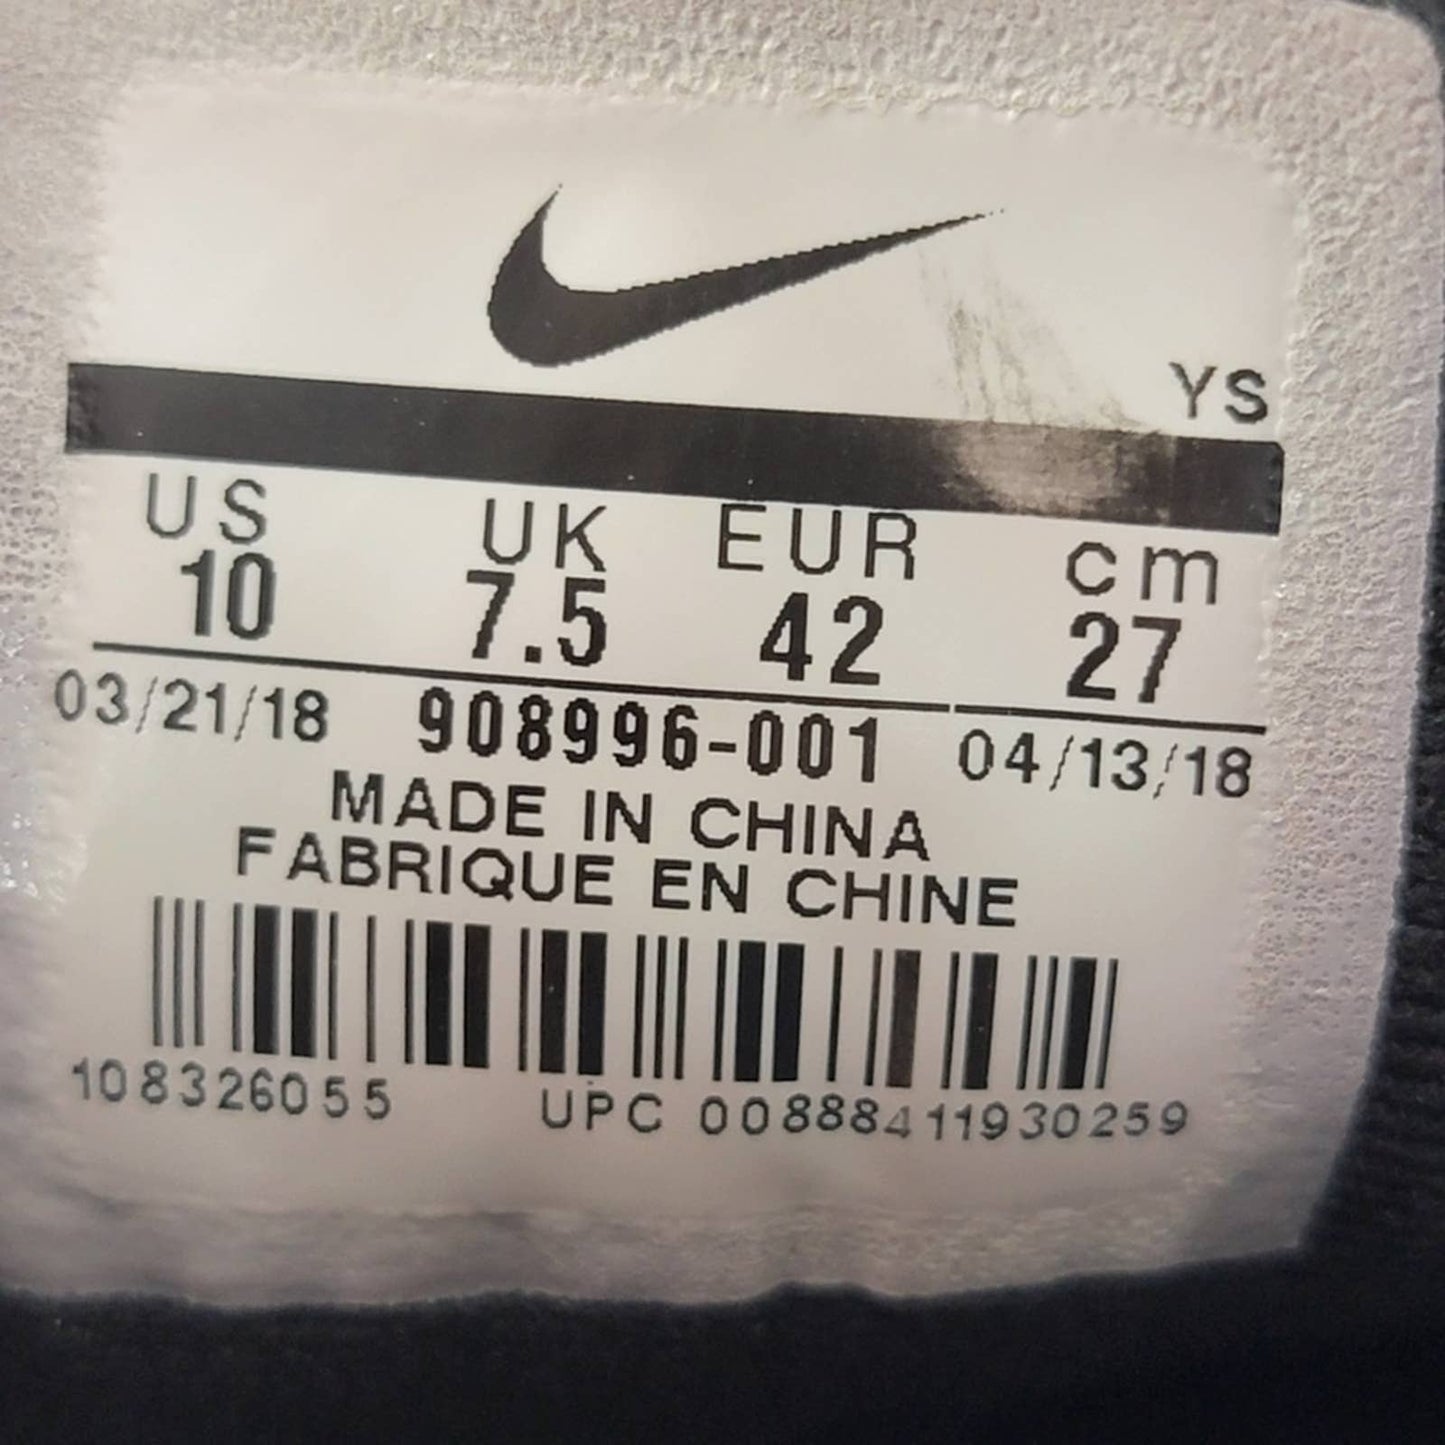 YS
US UK EUR cm
10 7.5 42 27
03/21/18 908996-001 04/13/18
MADE IN CHINA
FABRIQUE EN CHINE
108326055 UPC 00888411930259